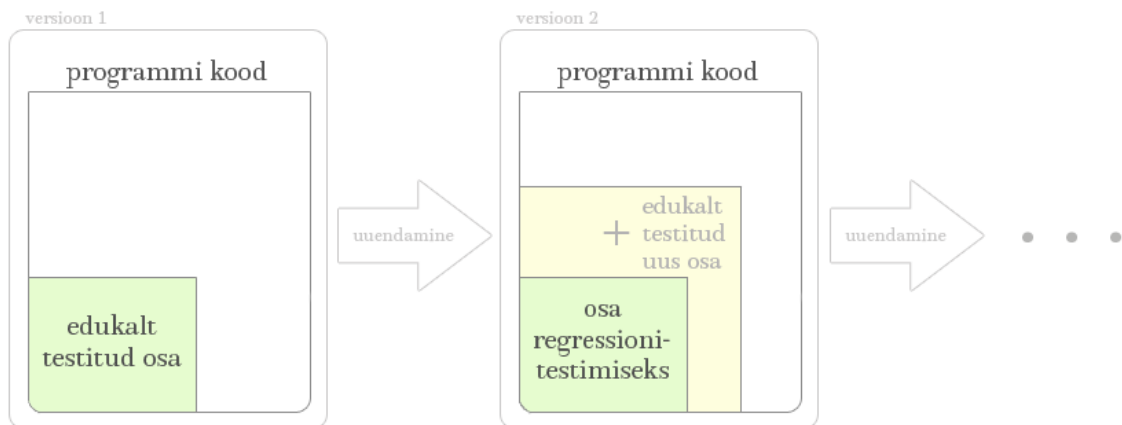 versioon 1
programmi kood
edukalt
testitud osa
uuendamine
versioon 2
programmi kood
+ edukalt
testitud
uus osa
osa
regressioni-
testimiseks
uuendamine